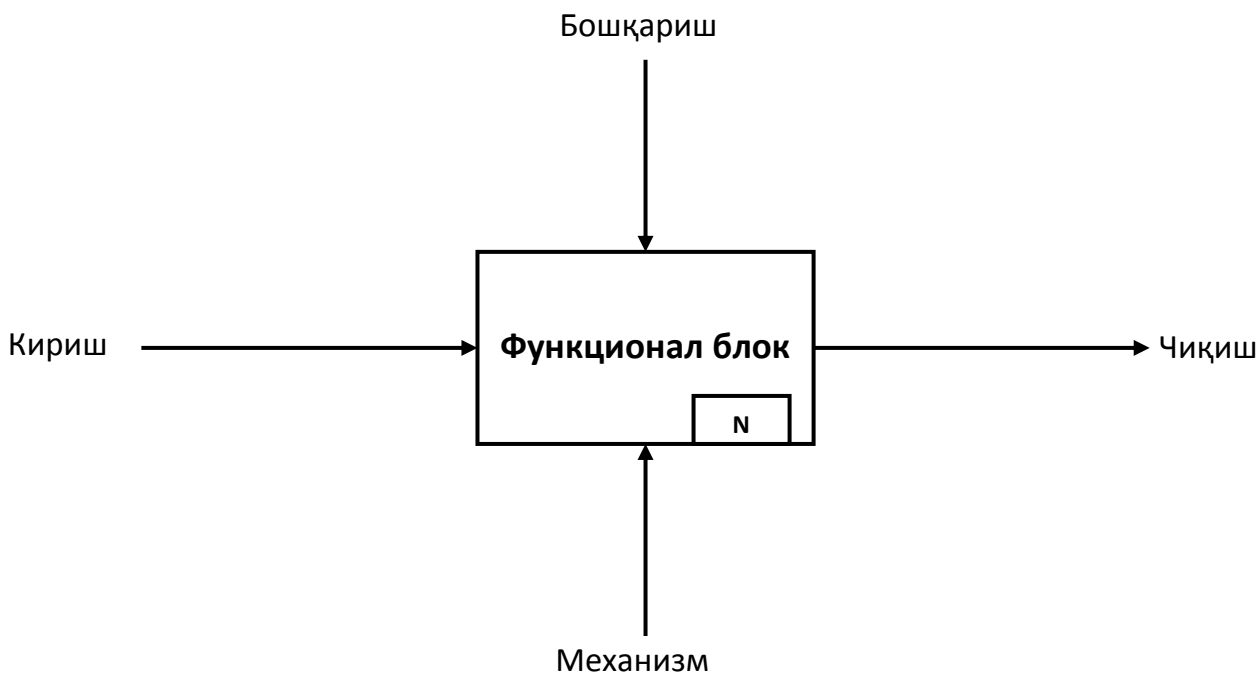 Бошқариш
Кириш
Функционал блок
Чиқиш
N
Механизм